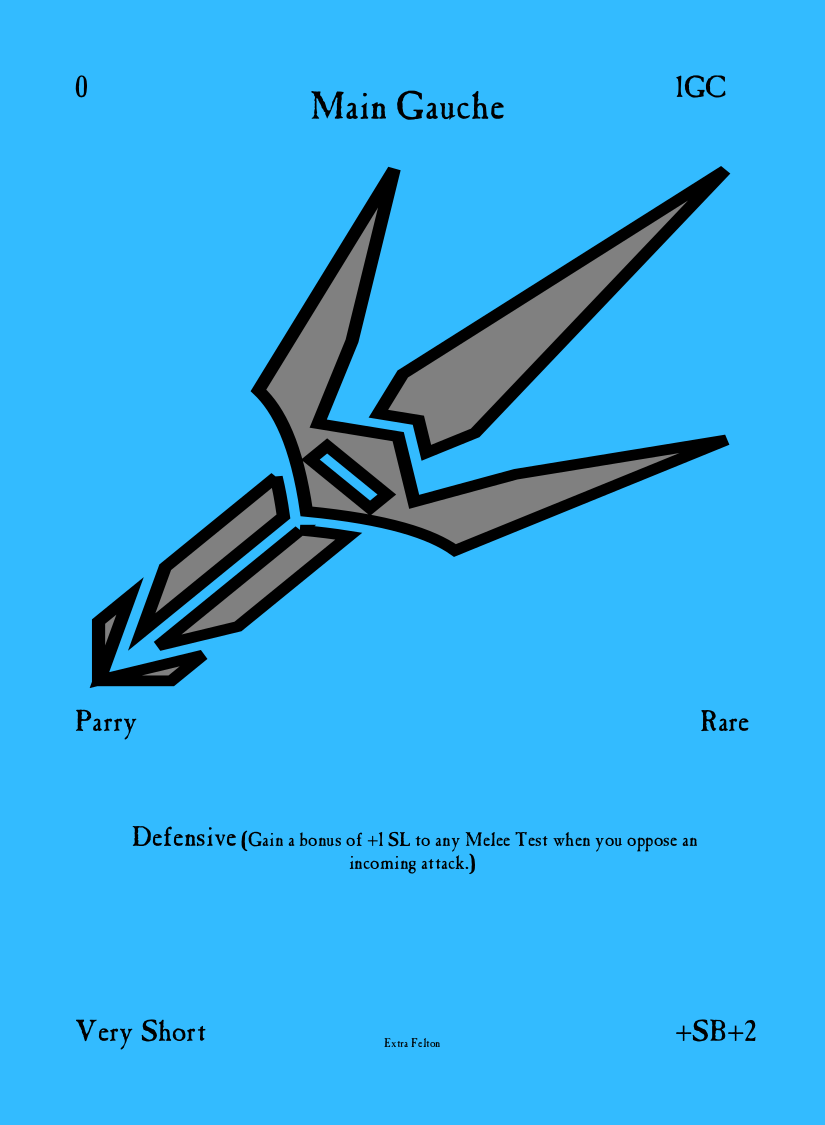 0
1GC
Main Gauche
Parry
Rare
Defensive (Gain a bonus of +1 SL to any Melee Test when you oppose an
incoming attack.)
Very Short
Extra Felton
+SB+2